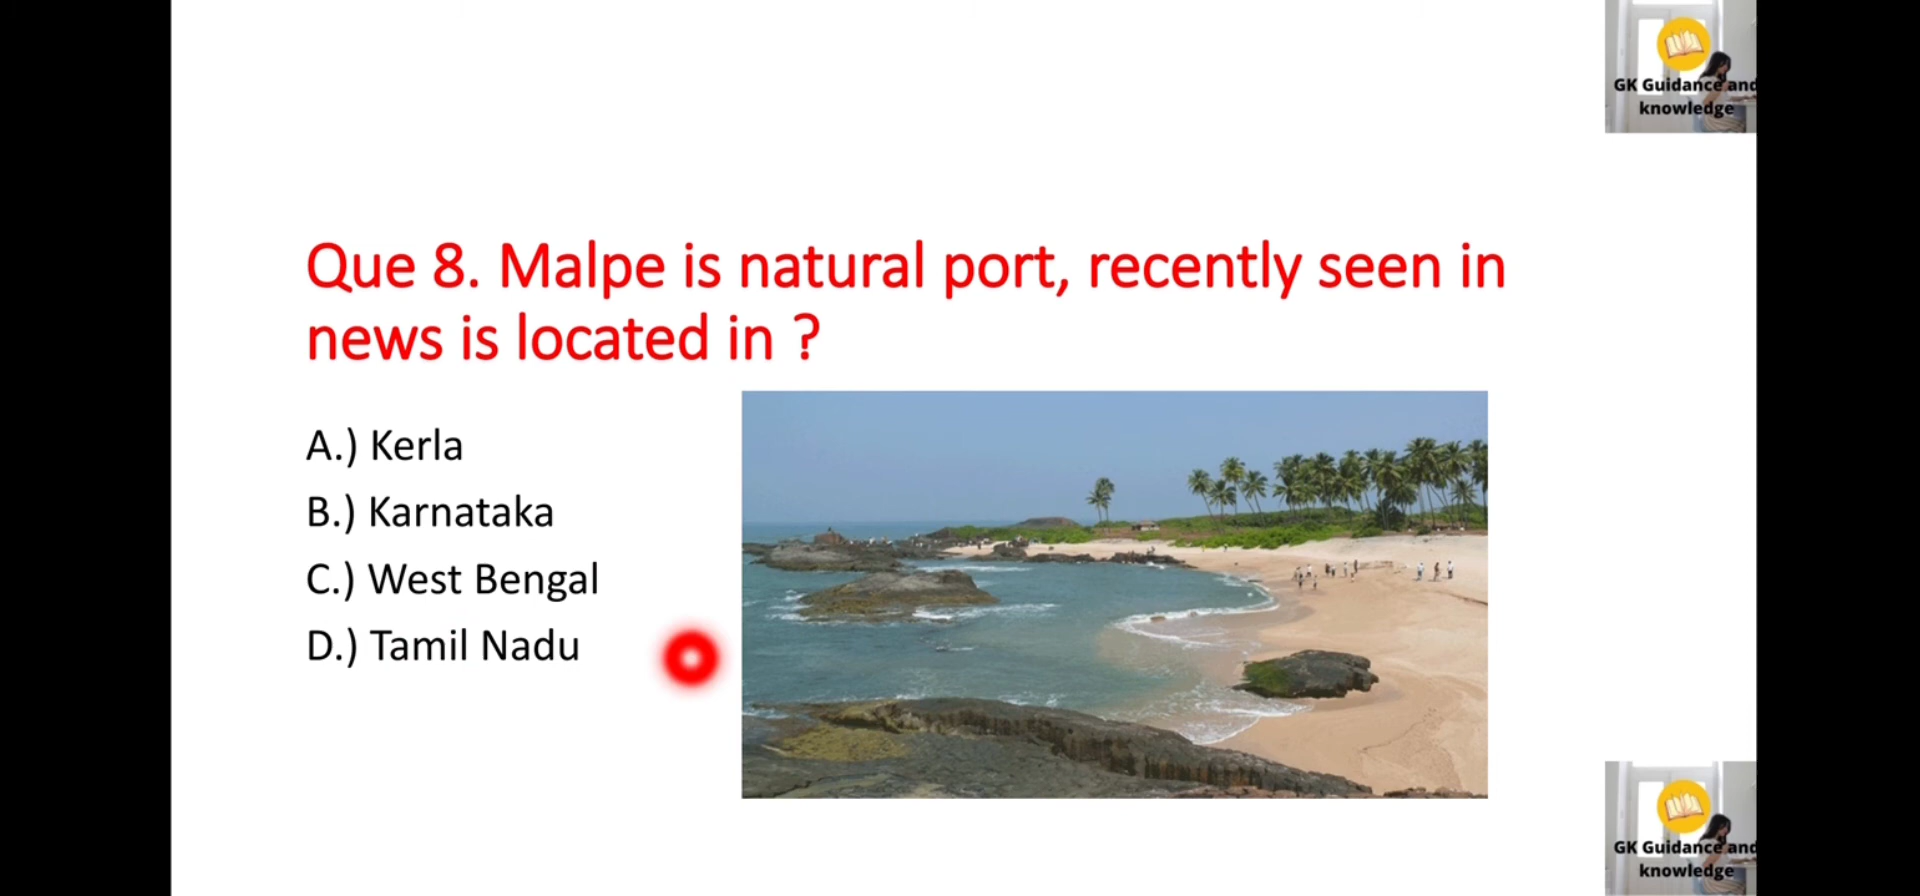 GK Guidance and
knowledge
Que 8. Malpe is natural port, recently seen in
news is located in ?
A.) Kerla
B.) Karnataka
C.) West Bengal
D.) Tamil Nadu
GK Guidance and
knowledge